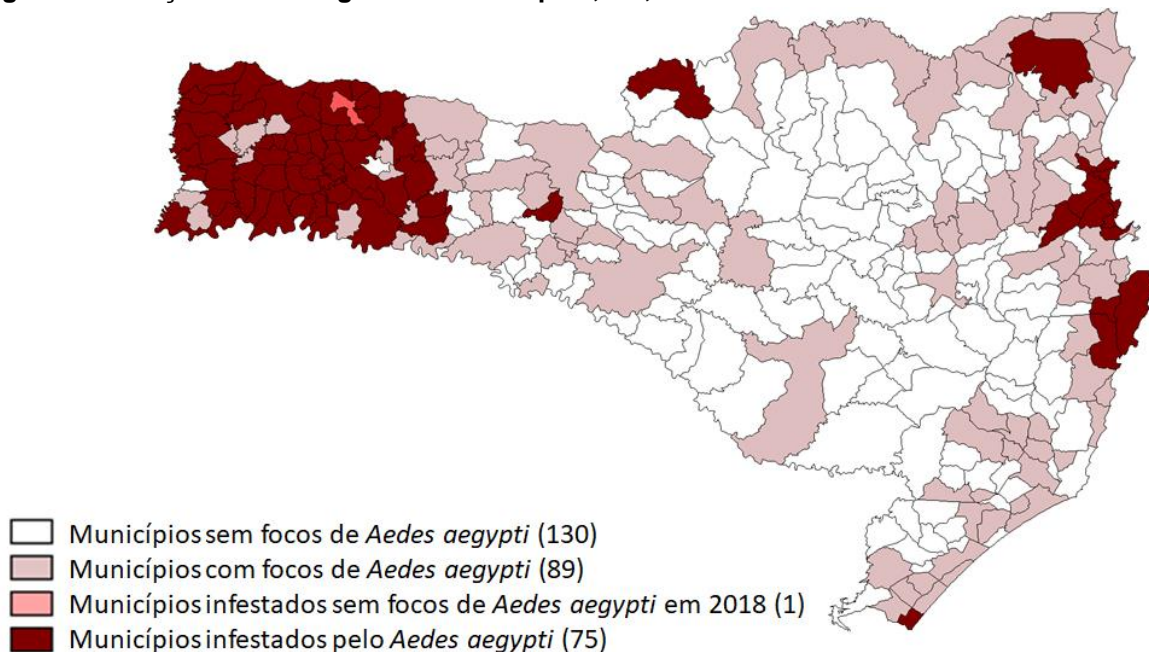 Municípios sem focos de Aedes aegypti (130)
Municípios com focos de Aedes aegypti (89)
Municípios infestados sem focos de Aedes aegypti em 2018 (1)
Municípios infestados pelo Aedes aegypti (75)